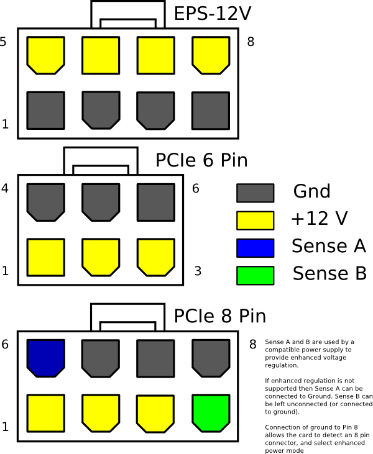 EPS-12V
5 8
1
PCIe 6 Pin
4 6
Gnd
+12 V
Sense A
1 3
Sense B
PCIe 8 Pin
6 8
1
Sense A and B are used by a
compatible power supply to
provide enhanced voltage
regulation.
If enhanced regulation is not
supported then Sense A can be
connected to Ground. Sense B can
be left unconnected (or connected
to ground).
Connection of ground to Pin 8
allows the card to detect an 8 pin
connector, and select enhanced
power mode